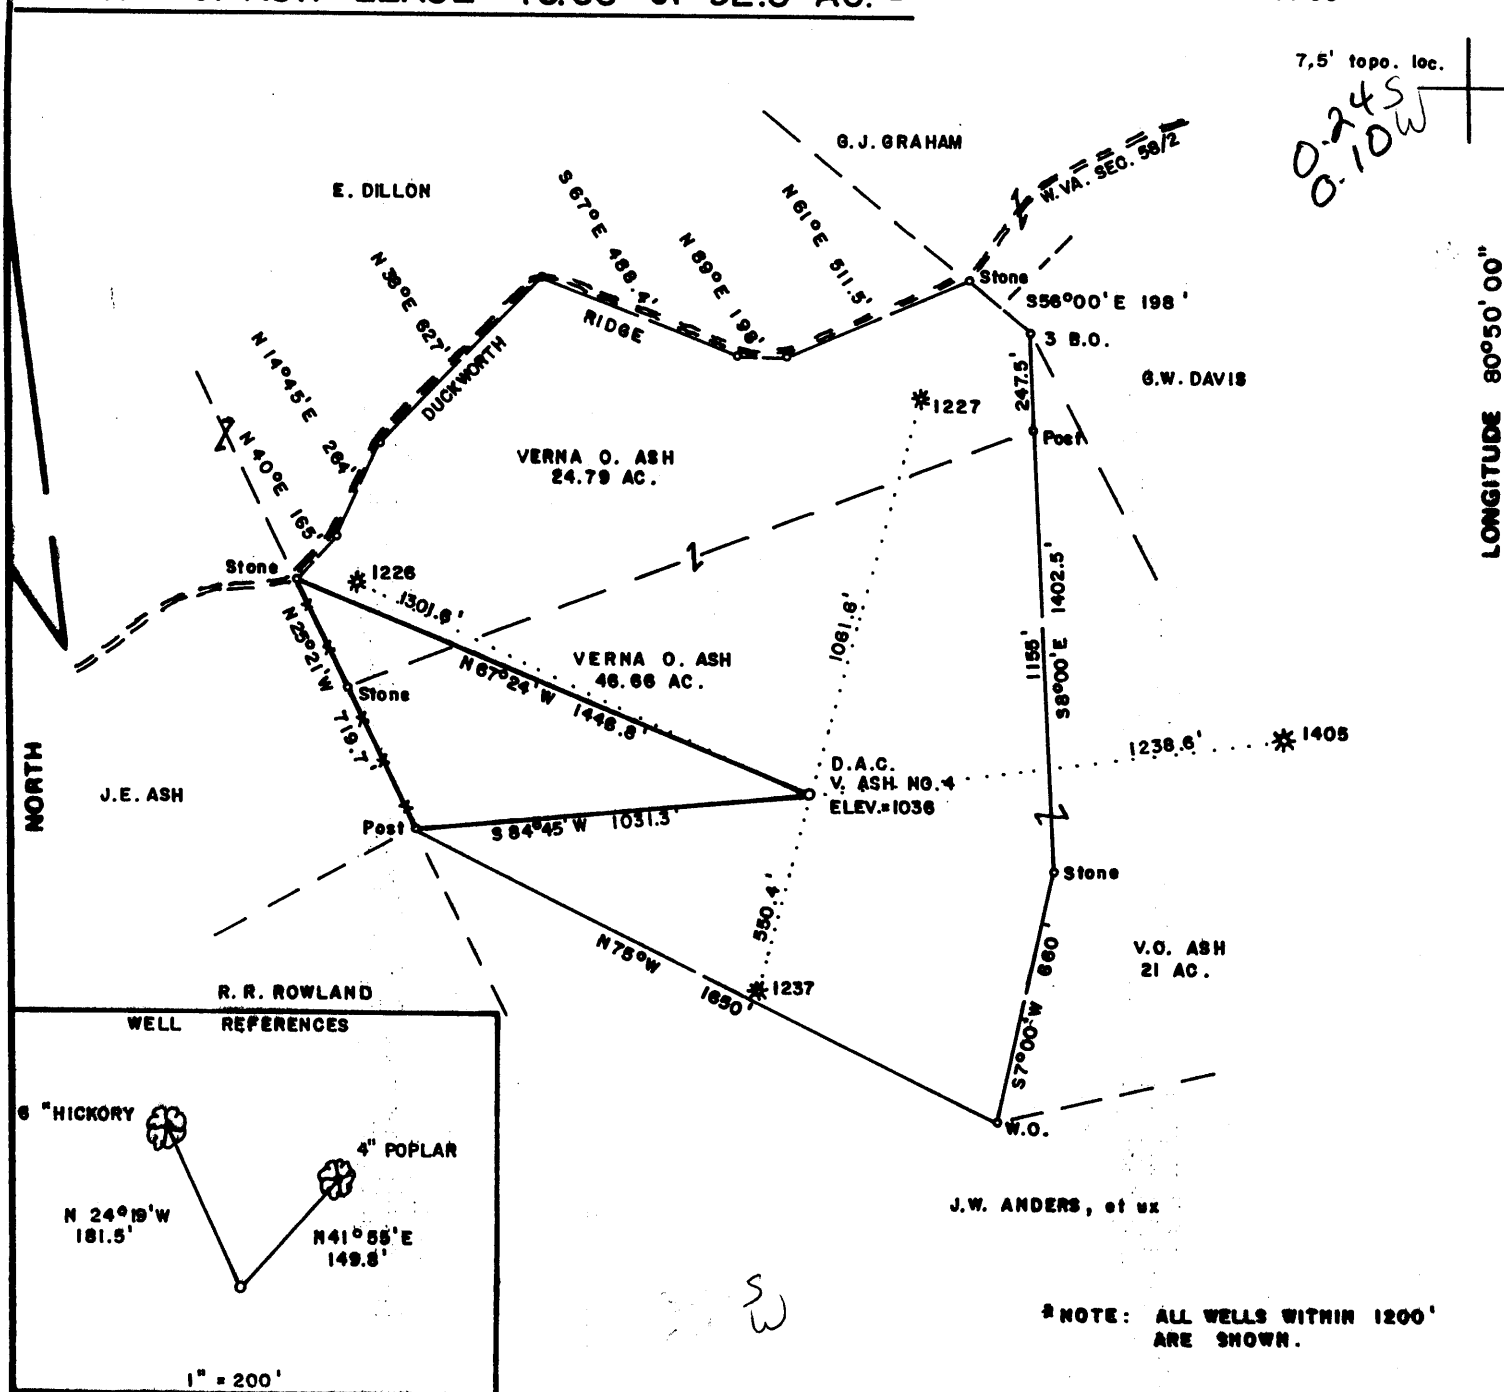 7,5' topo. loc.
0.24 S
0.10 W
G.J. GRAHAM
W.VA. SEC. 58/2
E. DILLON
S 67°E 488.4'
N 89°E 198'
N 61°E 511.5'
N 38°E 627'
N 14°45'E 264'
N 40°E 165'
DUCKWORTH
RIDGE
Stone
S56°00'E 198'
3 B.O.
247.5'
G.W. DAVIS
LONGITUDE 80°50'00"
1227
Post
VERNA O. ASH
24.79 AC.
Stone
1226
1301.6'
N 25°21'W
719.7'
Stone
N 67°24'W
1446.8'
VERNA O. ASH
46.66 AC.
1061.8'
1155'
S8°00'E 1402.5'
1238.6'
1405
NORTH
J.E. ASH
D.A.C.
V. ASH NO. 4
ELEV.=1036
Post
S 84°45'W 1031.3'
Stone
550.4'
N 75°W
1650'
1237
660'
S7°00'W
V.O. ASH
21 AC.
R. R. ROWLAND
WELL REFERENCES
6 "HICKORY
4" POPLAR
N 24°19'W
181.5'
N41°55'E
149.8'
1" = 200'
W.O.
J.W. ANDERS, et ux
S
W
*NOTE: ALL WELLS WITHIN 1200'
ARE SHOWN.